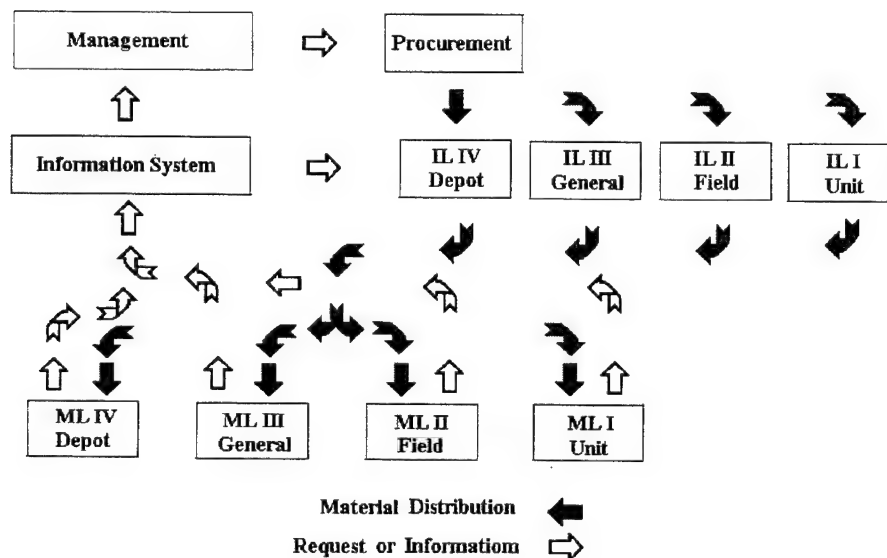 Management
Procurement
Information System
IL IV
Depot
IL III
General
IL II
Field
IL I
Unit
ML IV
Depot
ML III
General
ML II
Field
ML I
Unit
Material Distribution
Request or Informatiom